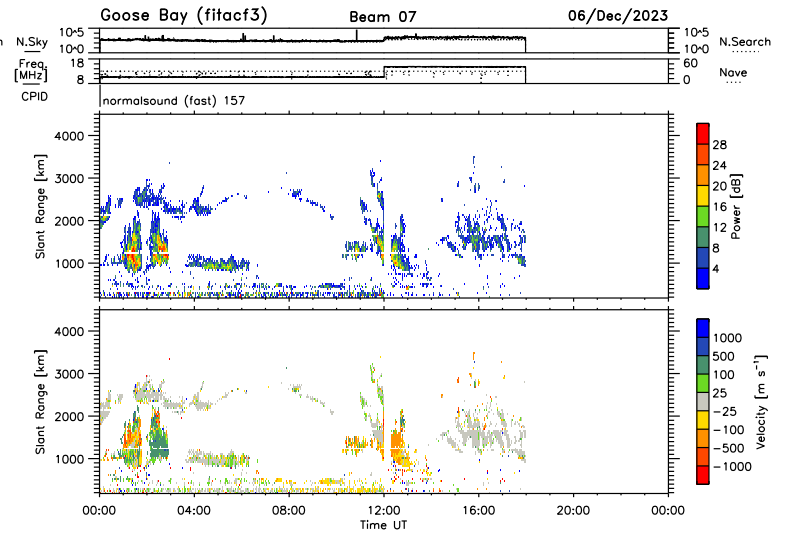 Goose Bay (fitacf3) Beam 07 06/Dec/2023
n N.Sky 10^5 10^0 10^5 10^0 N.Search
Freq. [MHz] 18 8 60 0 Nave
CPID normalsound (fast) 157
Slant Range [km] 4000 3000 2000 1000
Power [dB] 28 24 20 16 12 8 4
Slant Range [km] 4000 3000 2000 1000
Velocity [m s⁻¹] 1000 500 100 25 −25 −100 −500 −1000
00:00 04:00 08:00 12:00 16:00 20:00 00:00
Time UT